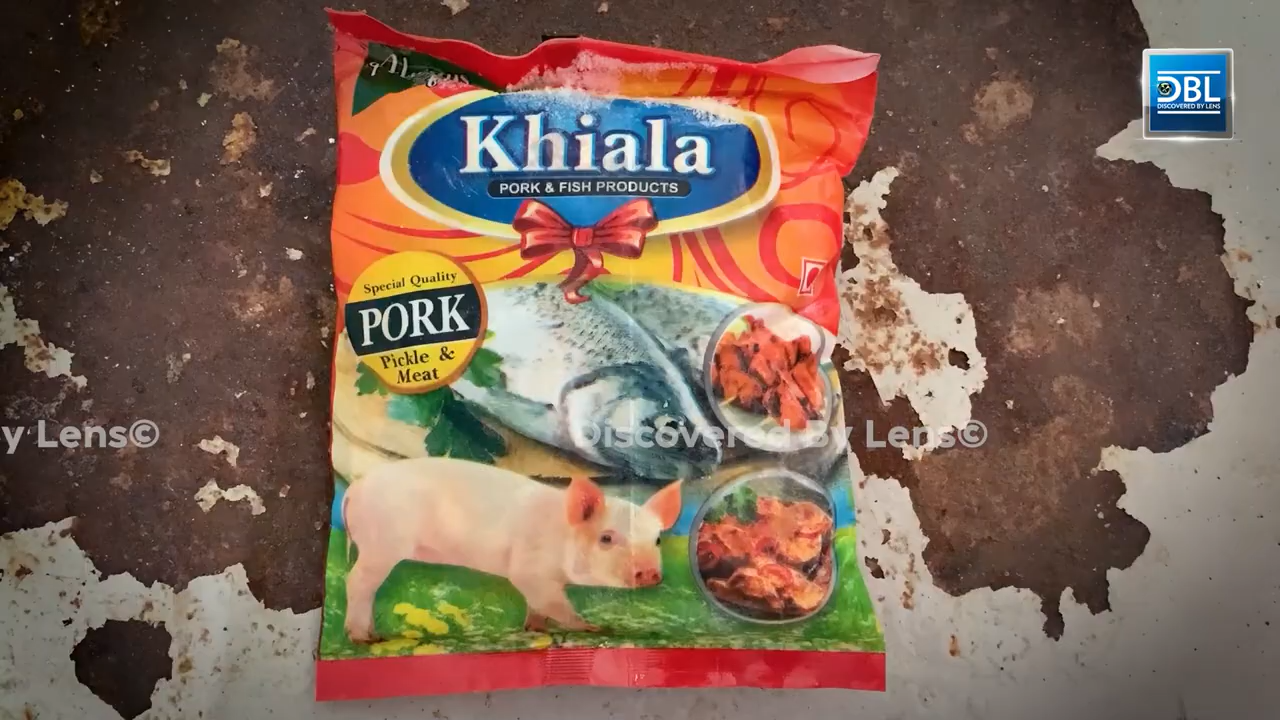 Khiala
PORK & FISH PRODUCTS
Special Quality
PORK
Pickle &
Meat
DBL
DISCOVERED BY LENS
y Lens©
Discovered By Lens©